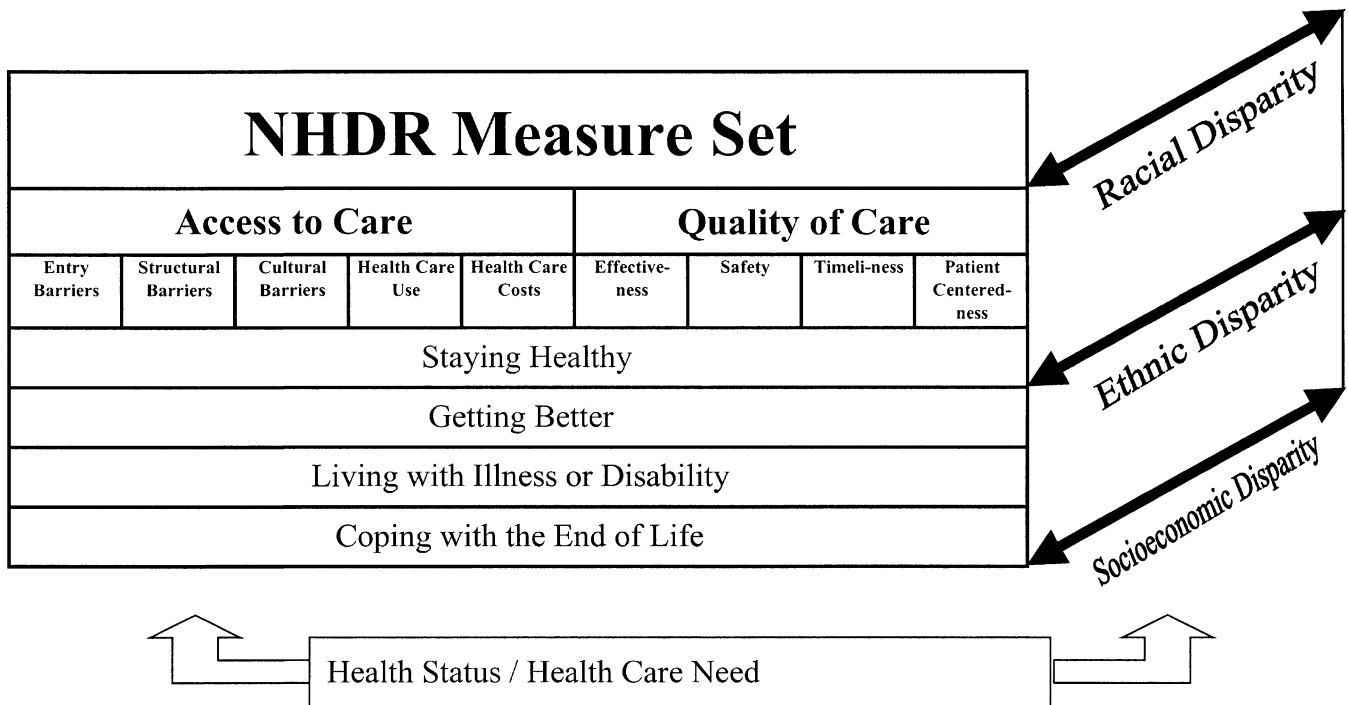 NHDR Measure Set
Access to Care
Quality of Care
Entry
Barriers
Structural
Barriers
Cultural
Barriers
Health Care
Use
Health Care
Costs
Effective-
ness
Safety
Timeli-ness
Patient
Centered-
ness
Staying Healthy
Getting Better
Living with Illness or Disability
Coping with the End of Life
Racial Disparity
Ethnic Disparity
Socioeconomic Disparity
Health Status / Health Care Need